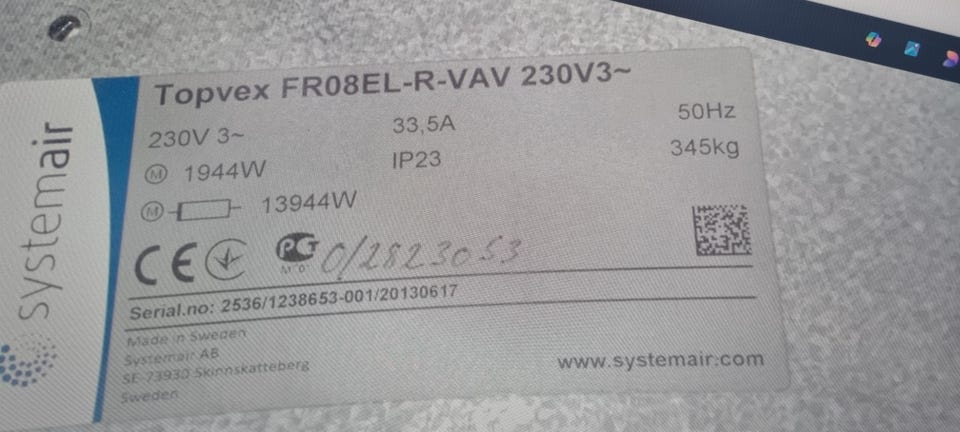 systemair
Topvex FR08EL-R-VAV 230V3~
230V 3~ 33,5A 50Hz
M 1944W IP23 345kg
M 13944W
CE PG 0/2823053
Serial.no: 2536/1238653-001/20130617
Made in Sweden
Systemair AB
SE-73930 Skinnskatteberg
Sweden
www.systemair.com